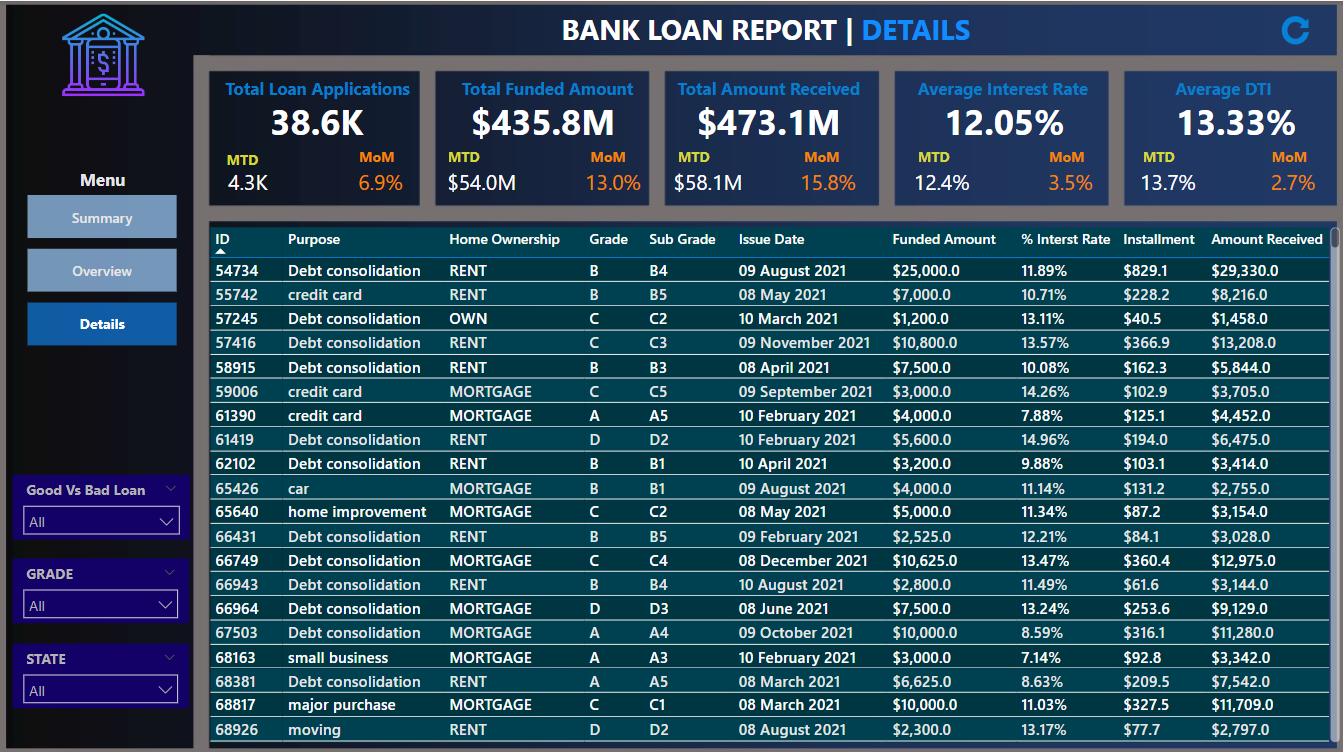 BANK LOAN REPORT | DETAILS
$
Menu
Summary
Overview
Details
Good Vs Bad Loan
All
GRADE
All
STATE
All
Total Loan Applications
38.6K
MTD MoM
4.3K 6.9%
Total Funded Amount
$435.8M
MTD MoM
$54.0M 13.0%
Total Amount Received
$473.1M
MTD MoM
$58.1M 15.8%
Average Interest Rate
12.05%
MTD MoM
12.4% 3.5%
Average DTI
13.33%
MTD MoM
13.7% 2.7%
ID Purpose Home Ownership Grade Sub Grade Issue Date Funded Amount % Interst Rate Installment Amount Received
54734 Debt consolidation RENT B B4 09 August 2021 $25,000.0 11.89% $829.1 $29,330.0
55742 credit card RENT B B5 08 May 2021 $7,000.0 10.71% $228.2 $8,216.0
57245 Debt consolidation OWN C C2 10 March 2021 $1,200.0 13.11% $40.5 $1,458.0
57416 Debt consolidation RENT C C3 09 November 2021 $10,800.0 13.57% $366.9 $13,208.0
58915 Debt consolidation RENT B B3 08 April 2021 $7,500.0 10.08% $162.3 $5,844.0
59006 credit card MORTGAGE C C5 09 September 2021 $3,000.0 14.26% $102.9 $3,705.0
61390 credit card MORTGAGE A A5 10 February 2021 $4,000.0 7.88% $125.1 $4,452.0
61419 Debt consolidation RENT D D2 10 February 2021 $5,600.0 14.96% $194.0 $6,475.0
62102 Debt consolidation RENT B B1 10 April 2021 $3,200.0 9.88% $103.1 $3,414.0
65426 car MORTGAGE B B1 09 August 2021 $4,000.0 11.14% $131.2 $2,755.0
65640 home improvement MORTGAGE C C2 08 May 2021 $5,000.0 11.34% $87.2 $3,154.0
66431 Debt consolidation RENT B B5 09 February 2021 $2,525.0 12.21% $84.1 $3,028.0
66749 Debt consolidation MORTGAGE C C4 08 December 2021 $10,625.0 13.47% $360.4 $12,975.0
66943 Debt consolidation RENT B B4 10 August 2021 $2,800.0 11.49% $61.6 $3,144.0
66964 Debt consolidation MORTGAGE D D3 08 June 2021 $7,500.0 13.24% $253.6 $9,129.0
67503 Debt consolidation MORTGAGE A A4 09 October 2021 $10,000.0 8.59% $316.1 $11,280.0
68163 small business MORTGAGE A A3 10 February 2021 $3,000.0 7.14% $92.8 $3,342.0
68381 Debt consolidation RENT A A5 08 March 2021 $6,625.0 8.63% $209.5 $7,542.0
68817 major purchase MORTGAGE C C1 08 March 2021 $10,000.0 11.03% $327.5 $11,709.0
68926 moving RENT D D2 08 August 2021 $2,300.0 13.17% $77.7 $2,797.0